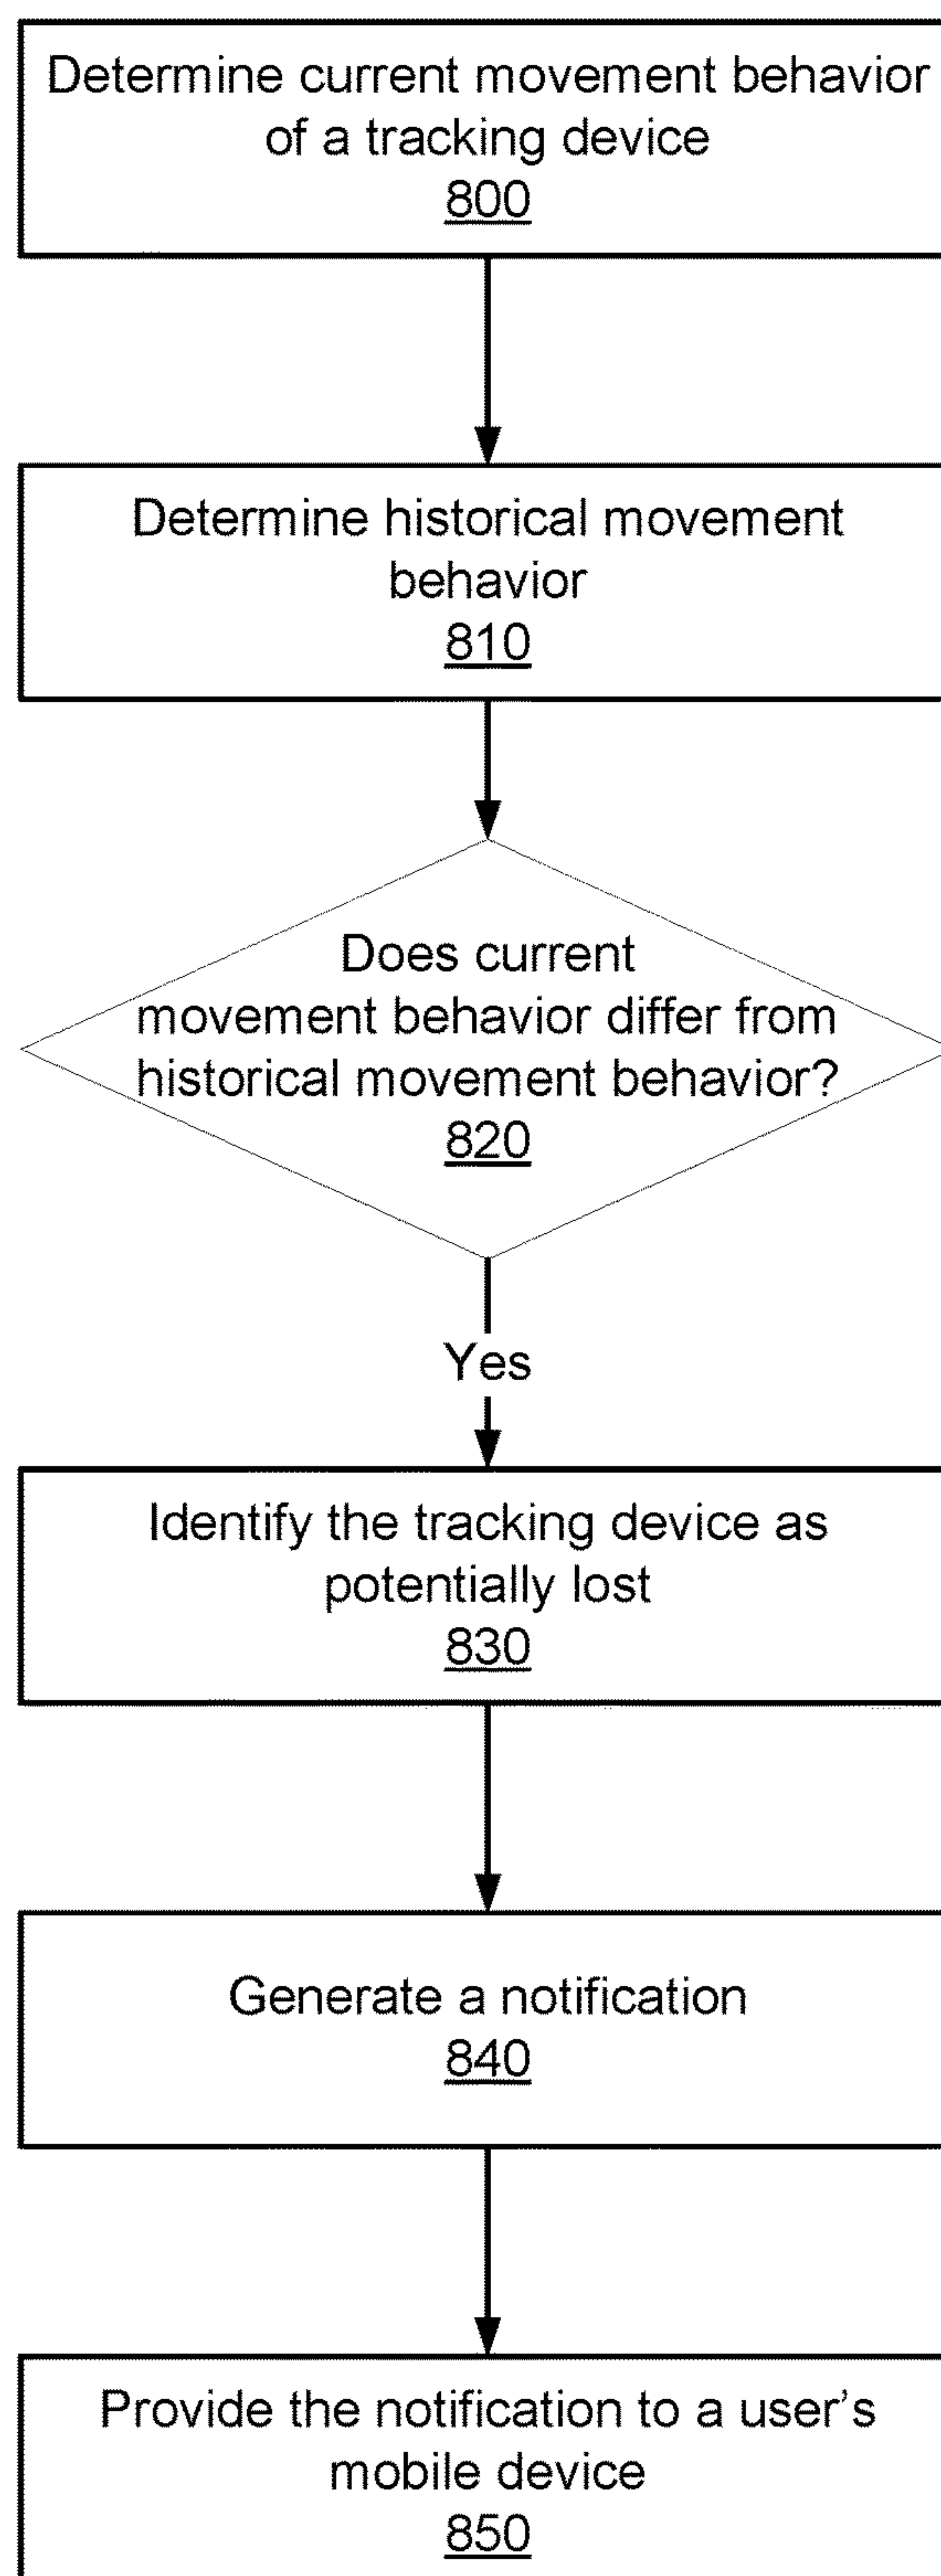 Determine current movement behavior
of a tracking device
800
Determine historical movement
behavior
810
Does current
movement behavior differ from
historical movement behavior?
820
Yes
Identify the tracking device as
potentially lost
830
Generate a notification
840
Provide the notification to a user's
mobile device
850